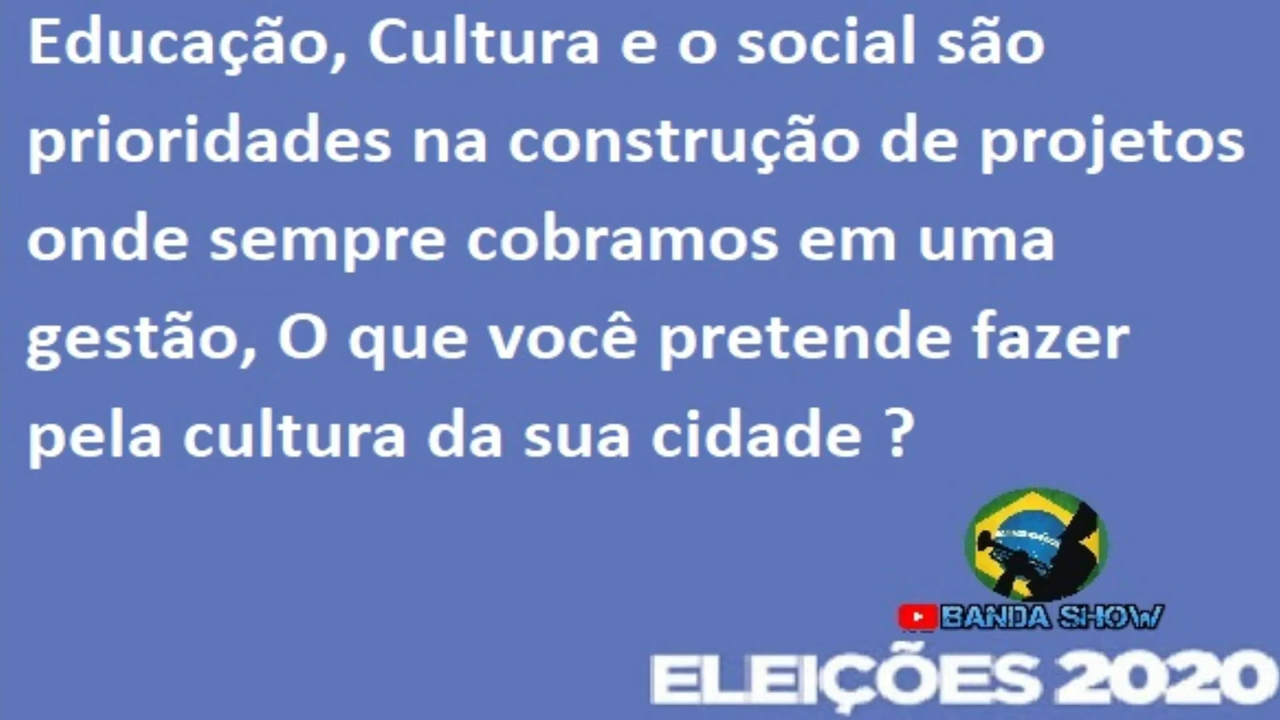 Educação, Cultura e o social são
prioridades na construção de projetos
onde sempre cobramos em uma
gestão, O que você pretende fazer
pela cultura da sua cidade ?
BANDA SHOW
ELEIÇÕES 2020